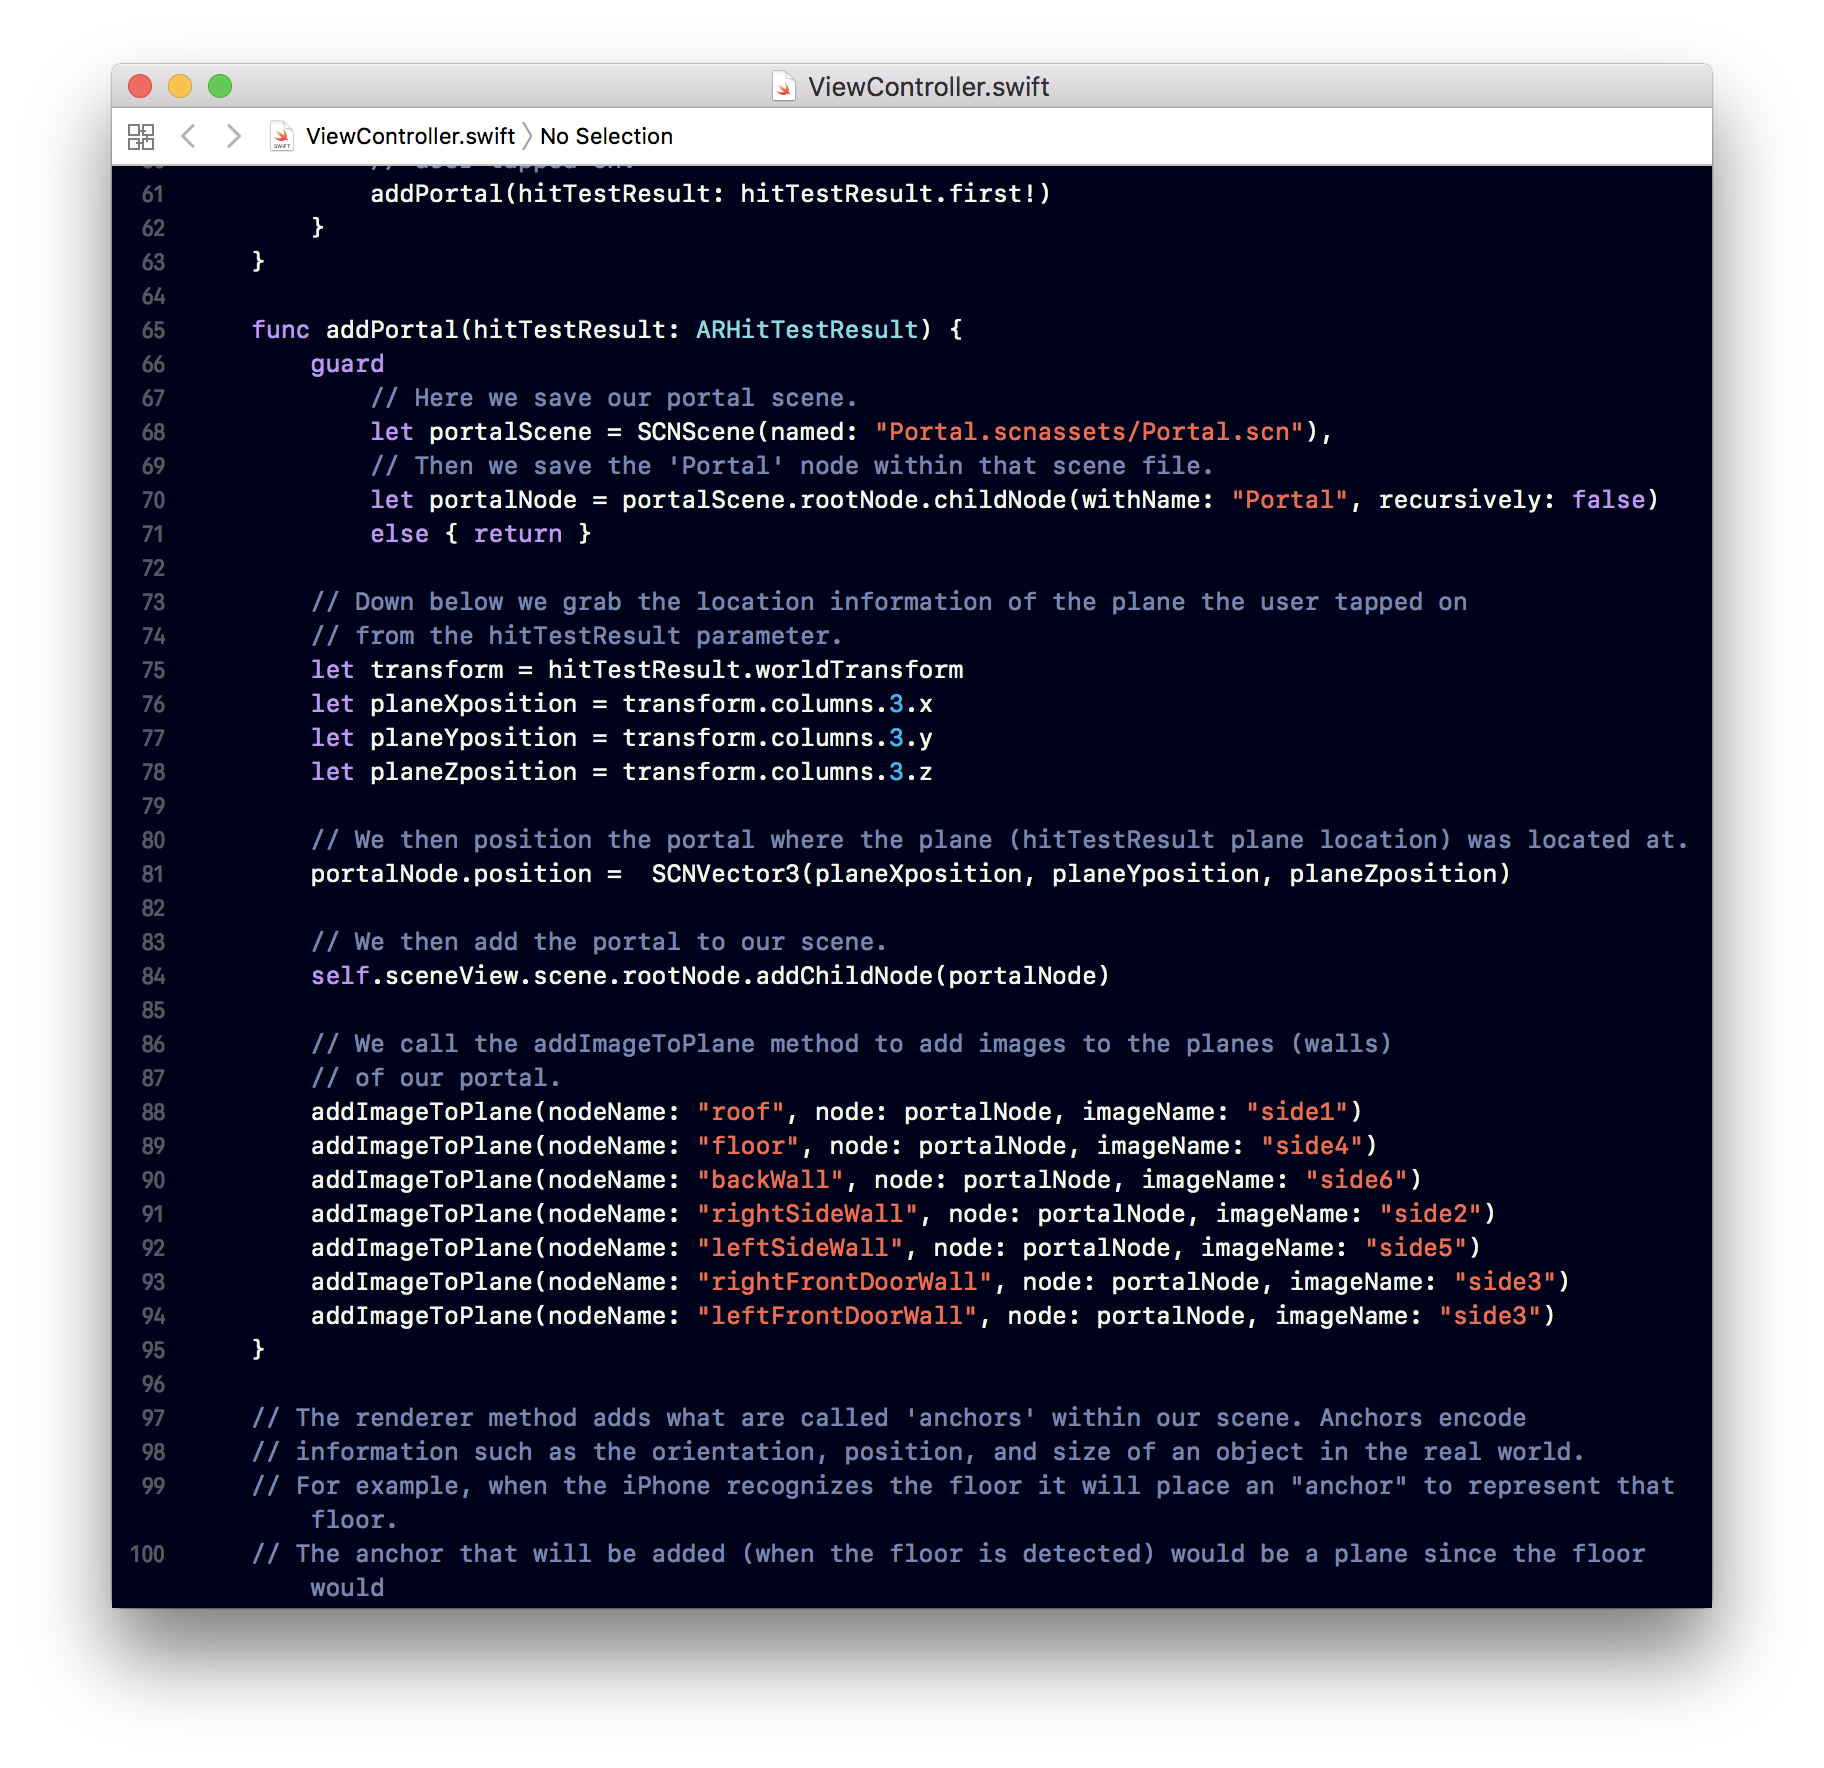 ViewController.swift
ViewController.swift No Selection
61 addPortal(hitTestResult: hitTestResult.first!)
62 }
63 }
64
65 func addPortal(hitTestResult: ARHitTestResult) {
66 guard
67 // Here we save our portal scene.
68 let portalScene = SCNScene(named: "Portal.scnassets/Portal.scn"),
69 // Then we save the 'Portal' node within that scene file.
70 let portalNode = portalScene.rootNode.childNode(withName: "Portal", recursively: false)
71 else { return }
72
73 // Down below we grab the location information of the plane the user tapped on
74 // from the hitTestResult parameter.
75 let transform = hitTestResult.worldTransform
76 let planeXposition = transform.columns.3.x
77 let planeYposition = transform.columns.3.y
78 let planeZposition = transform.columns.3.z
79
80 // We then position the portal where the plane (hitTestResult plane location) was located at.
81 portalNode.position =  SCNVector3(planeXposition, planeYposition, planeZposition)
82
83 // We then add the portal to our scene.
84 self.sceneView.scene.rootNode.addChildNode(portalNode)
85
86 // We call the addImageToPlane method to add images to the planes (walls)
87 // of our portal.
88 addImageToPlane(nodeName: "roof", node: portalNode, imageName: "side1")
89 addImageToPlane(nodeName: "floor", node: portalNode, imageName: "side4")
90 addImageToPlane(nodeName: "backWall", node: portalNode, imageName: "side6")
91 addImageToPlane(nodeName: "rightSideWall", node: portalNode, imageName: "side2")
92 addImageToPlane(nodeName: "leftSideWall", node: portalNode, imageName: "side5")
93 addImageToPlane(nodeName: "rightFrontDoorWall", node: portalNode, imageName: "side3")
94 addImageToPlane(nodeName: "leftFrontDoorWall", node: portalNode, imageName: "side3")
95 }
96
97 // The renderer method adds what are called 'anchors' within our scene. Anchors encode
98 // information such as the orientation, position, and size of an object in the real world.
99 // For example, when the iPhone recognizes the floor it will place an "anchor" to represent that
floor.
100 // The anchor that will be added (when the floor is detected) would be a plane since the floor
would